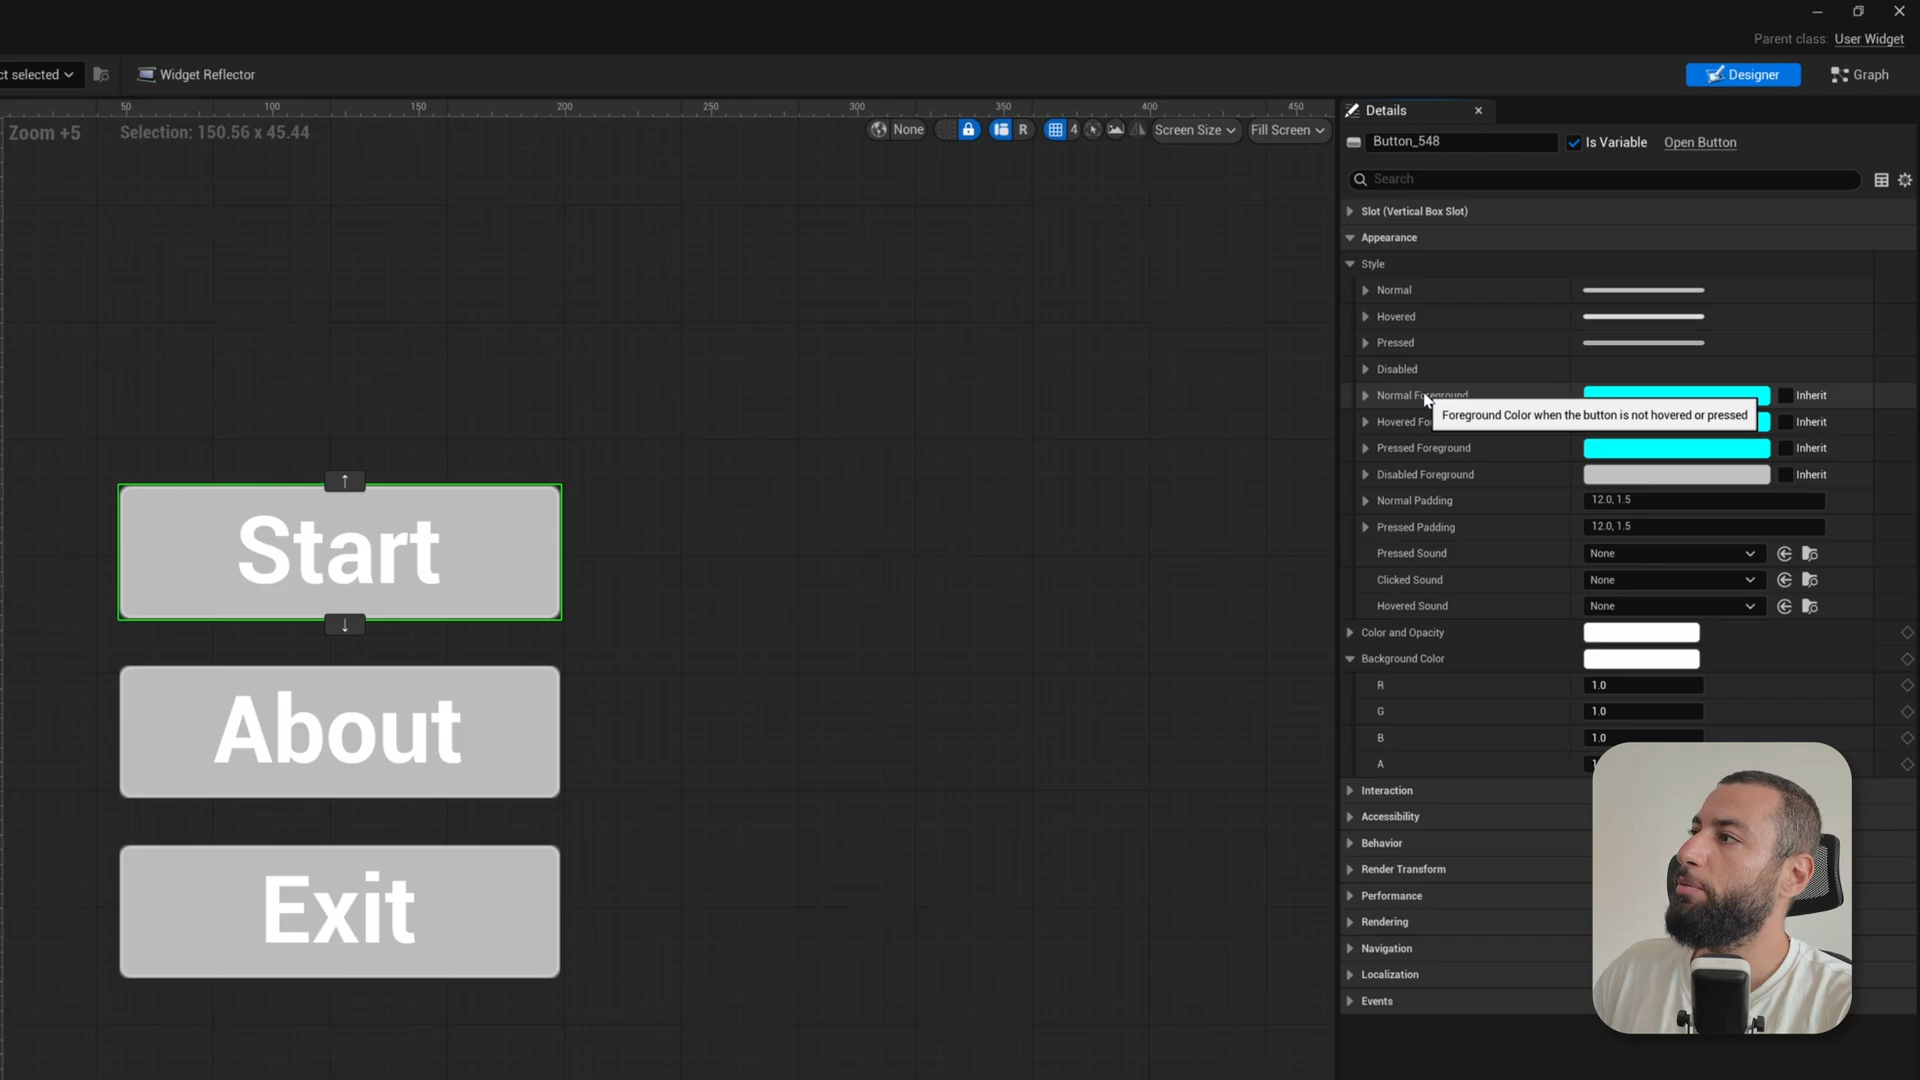 Parent class: User Widget
ct selected
Widget Reflector
Designer
Graph
50 100 150 200 250 300 350 400 450
Zoom +5
Selection: 150.56 x 45.44
None
R
4
Screen Size
Fill Screen
Details
Button_548
Is Variable
Open Button
Search
Slot (Vertical Box Slot)
Appearance
Style
Normal
Hovered
Pressed
Disabled
Normal Foreground
Inherit
Foreground Color when the button is not hovered or pressed
Hovered Fo
Inherit
Pressed Foreground
Inherit
Disabled Foreground
Inherit
Normal Padding
12.0, 1.5
Pressed Padding
12.0, 1.5
Pressed Sound
None
Clicked Sound
None
Hovered Sound
None
Color and Opacity
Background Color
R
1.0
G
1.0
B
1.0
A
Interaction
Accessibility
Behavior
Render Transform
Performance
Rendering
Navigation
Localization
Events
Start
About
Exit